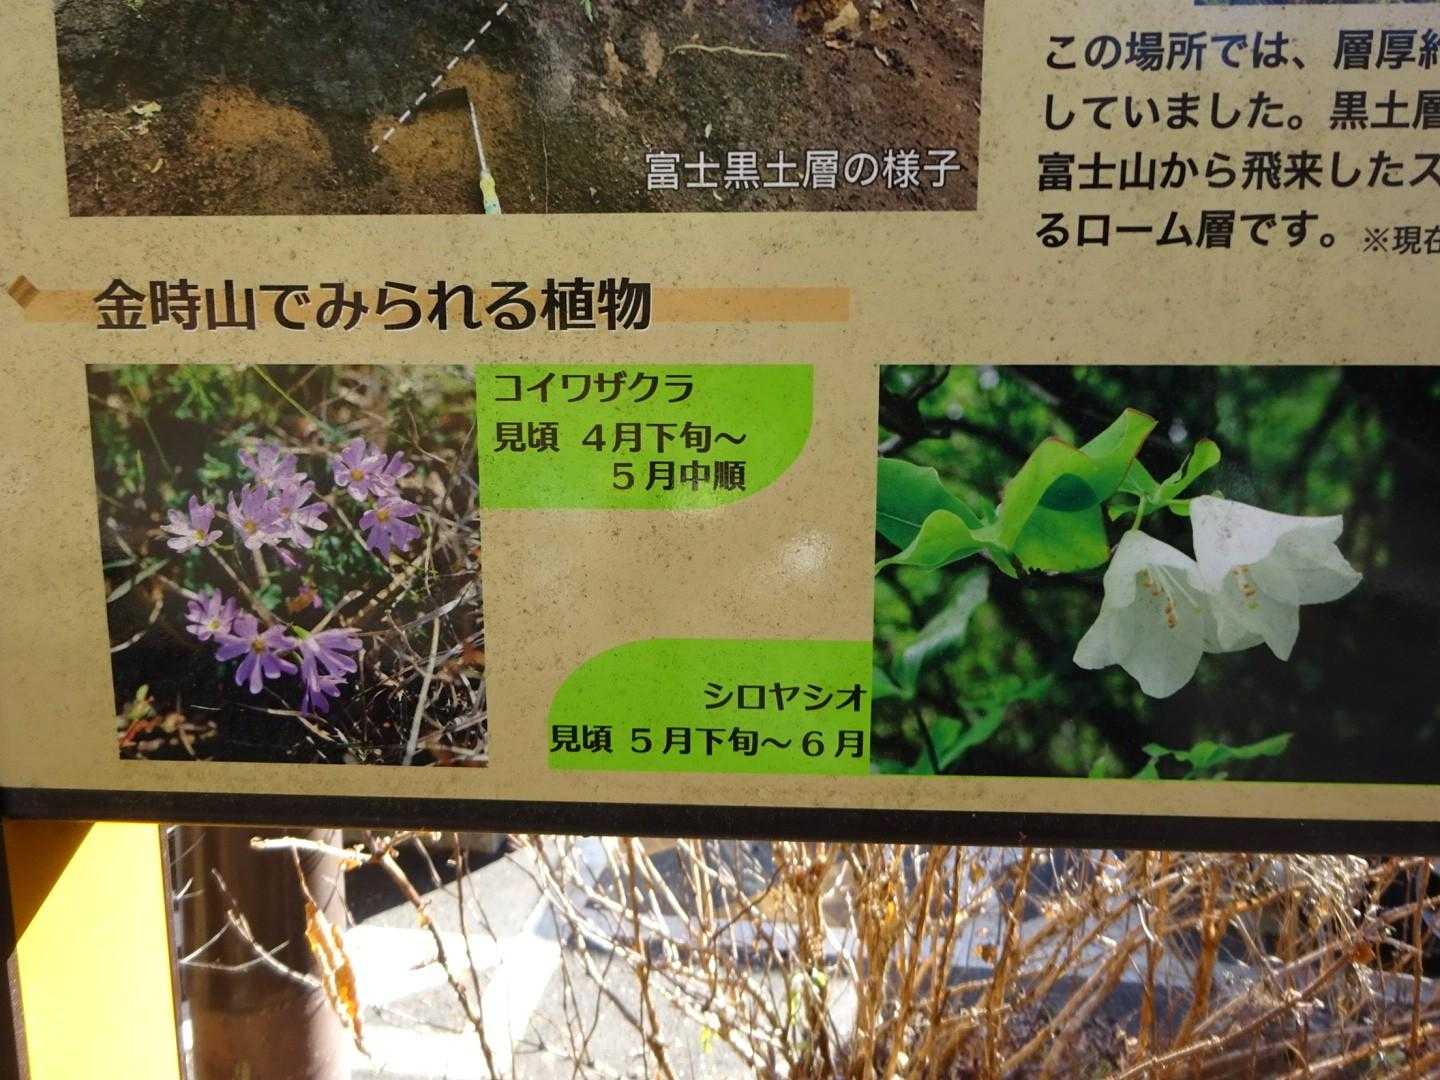 この場所では、層厚
していました。黒土層
富士山から飛来したス
るローム層です。※現在
富士黒土層の様子
金時山でみられる植物
コイワザクラ
見頃 4月下旬～
5月中順
シロヤシオ
見頃 5月下旬～6月